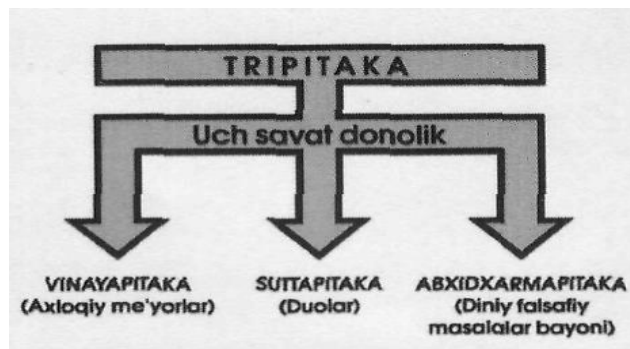 TRIPITAKA
Uch savat donolik
VINAYAPITAKA
(Axloqiy me'yorlar)
SUTTAPITAKA
(Duolar)
ABXIDXARMAPITAKA
(Diniy falsafiy
masalalar bayoni)